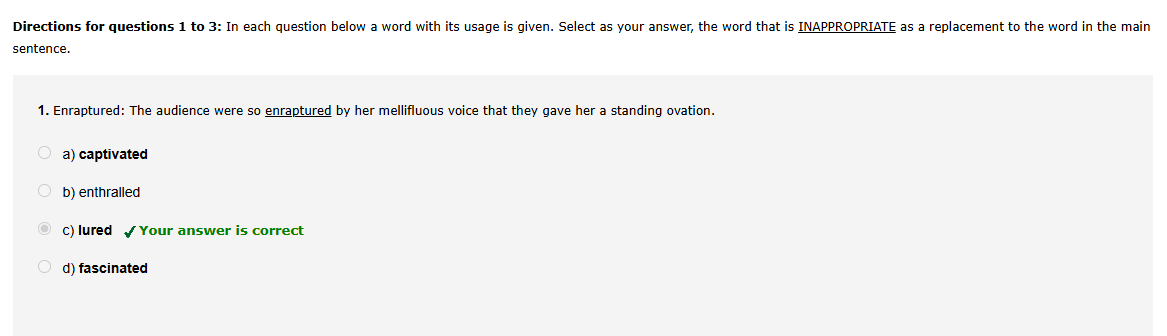 Directions for questions 1 to 3: In each question below a word with its usage is given. Select as your answer, the word that is INAPPROPRIATE as a replacement to the word in the main
sentence.
1. Enraptured: The audience were so enraptured by her mellifluous voice that they gave her a standing ovation.
a) captivated
b) enthralled
c) lured ✓Your answer is correct
d) fascinated